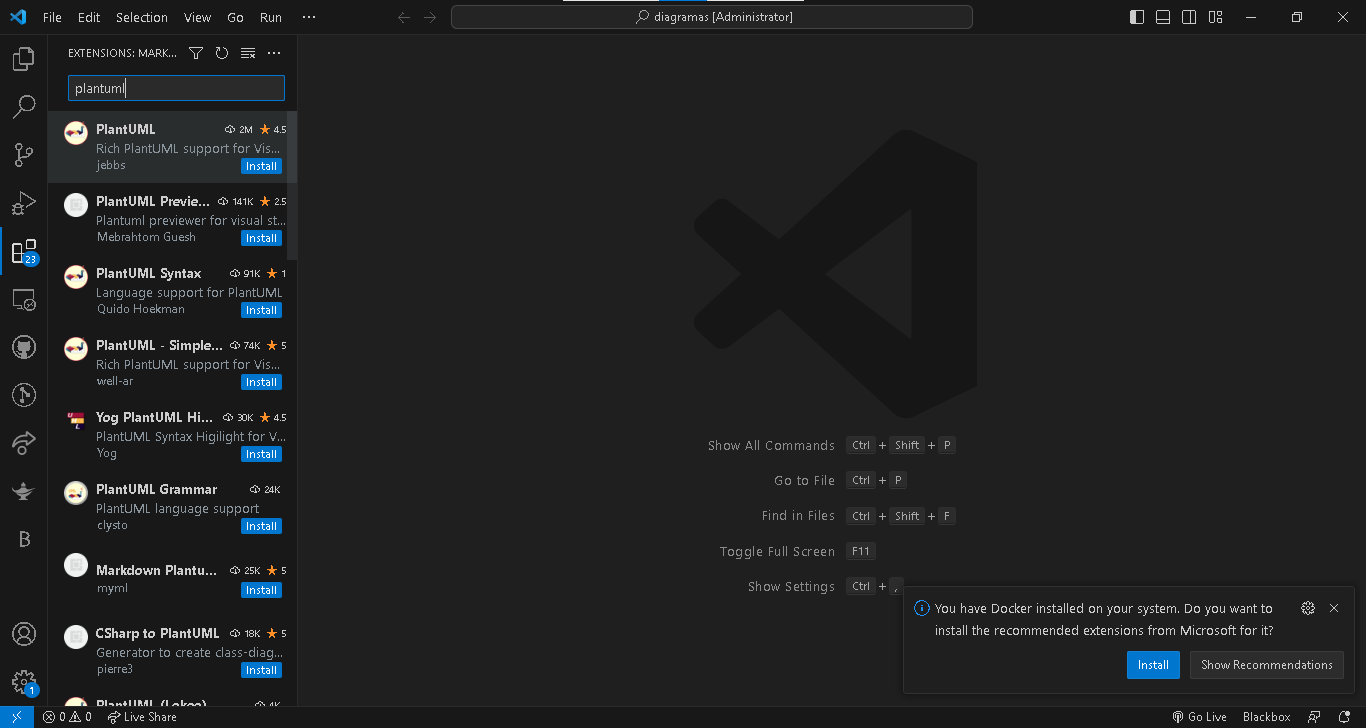 File Edit Selection View Go Run ···
diagramas [Administrator]
EXTENSIONS: MARK...
plantuml
PlantUML 2M ★ 4.5
Rich PlantUML support for Vis...
jebbs Install
PlantUML Previe... 141K ★ 2.5
Plantuml previewer for visual st...
Mebrahtom Guesh Install
PlantUML Syntax 91K ★ 1
Language support for PlantUML
Quido Hoekman Install
PlantUML - Simple... 74K ★ 5
Rich PlantUML support for Vis...
well-ar Install
Yog PlantUML Hi... 30K ★ 4.5
PlantUML Syntax Higilight for V...
Yog Install
PlantUML Grammar 24K
PlantUML language support
clysto Install
Markdown Plantu... 25K ★ 5
myml Install
CSharp to PlantUML 18K ★ 5
Generator to create class-diag...
pierre3 Install
23
B
1
Show All Commands Ctrl + Shift + P
Go to File Ctrl + P
Find in Files Ctrl + Shift + F
Toggle Full Screen F11
Show Settings Ctrl + ,
You have Docker installed on your system. Do you want to
install the recommended extensions from Microsoft for it?
Install Show Recommendations
0 0 Live Share
Go Live Blackbox